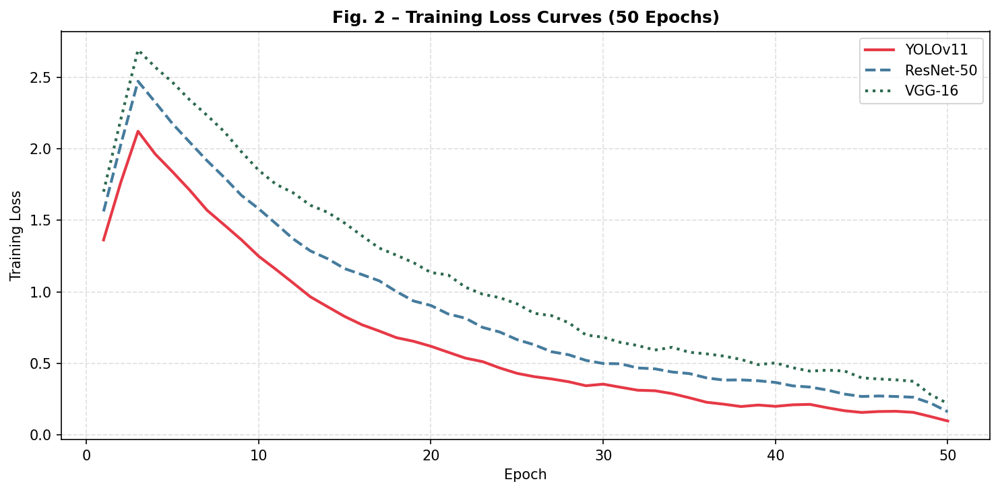 Fig. 2 – Training Loss Curves (50 Epochs)
YOLOv11
ResNet-50
VGG-16
Training Loss
2.5
2.0
1.5
1.0
0.5
0.0
0 10 20 30 40 50
Epoch